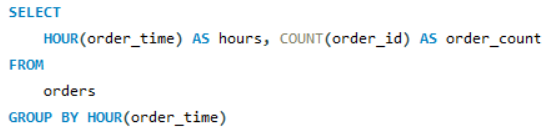 SELECT
HOUR(order_time) AS hours, COUNT(order_id) AS order_count
FROM
orders
GROUP BY HOUR(order_time)